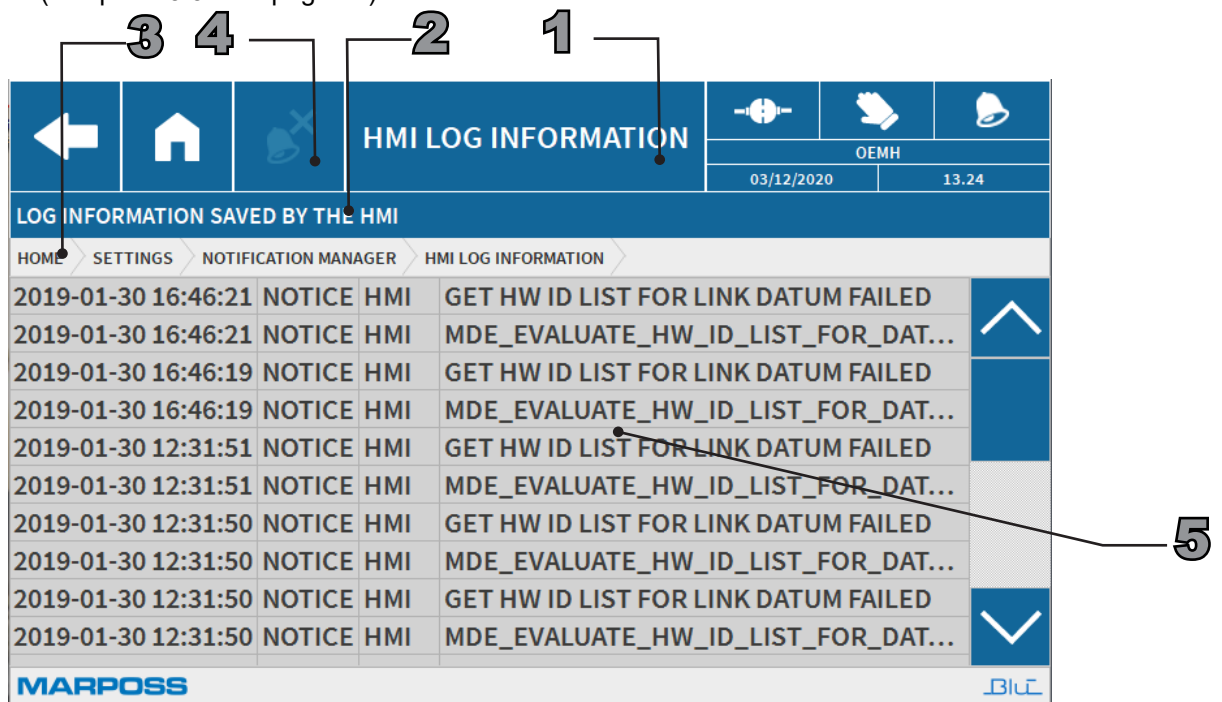 3 4 2 1
HMI LOG INFORMATION
OEMH
03/12/2020 13.24
LOG INFORMATION SAVED BY THE HMI
HOME SETTINGS NOTIFICATION MANAGER HMI LOG INFORMATION
2019-01-30 16:46:21 NOTICE HMI GET HW ID LIST FOR LINK DATUM FAILED
2019-01-30 16:46:21 NOTICE HMI MDE_EVALUATE_HW_ID_LIST_FOR_DAT...
2019-01-30 16:46:19 NOTICE HMI GET HW ID LIST FOR LINK DATUM FAILED
2019-01-30 16:46:19 NOTICE HMI MDE_EVALUATE_HW_ID_LIST_FOR_DAT...
2019-01-30 12:31:51 NOTICE HMI GET HW ID LIST FOR LINK DATUM FAILED
2019-01-30 12:31:51 NOTICE HMI MDE_EVALUATE_HW_ID_LIST_FOR_DAT...
2019-01-30 12:31:50 NOTICE HMI GET HW ID LIST FOR LINK DATUM FAILED
5
2019-01-30 12:31:50 NOTICE HMI MDE_EVALUATE_HW_ID_LIST_FOR_DAT...
2019-01-30 12:31:50 NOTICE HMI GET HW ID LIST FOR LINK DATUM FAILED
2019-01-30 12:31:50 NOTICE HMI MDE_EVALUATE_HW_ID_LIST_FOR_DAT...
MARPOSS BLÚ